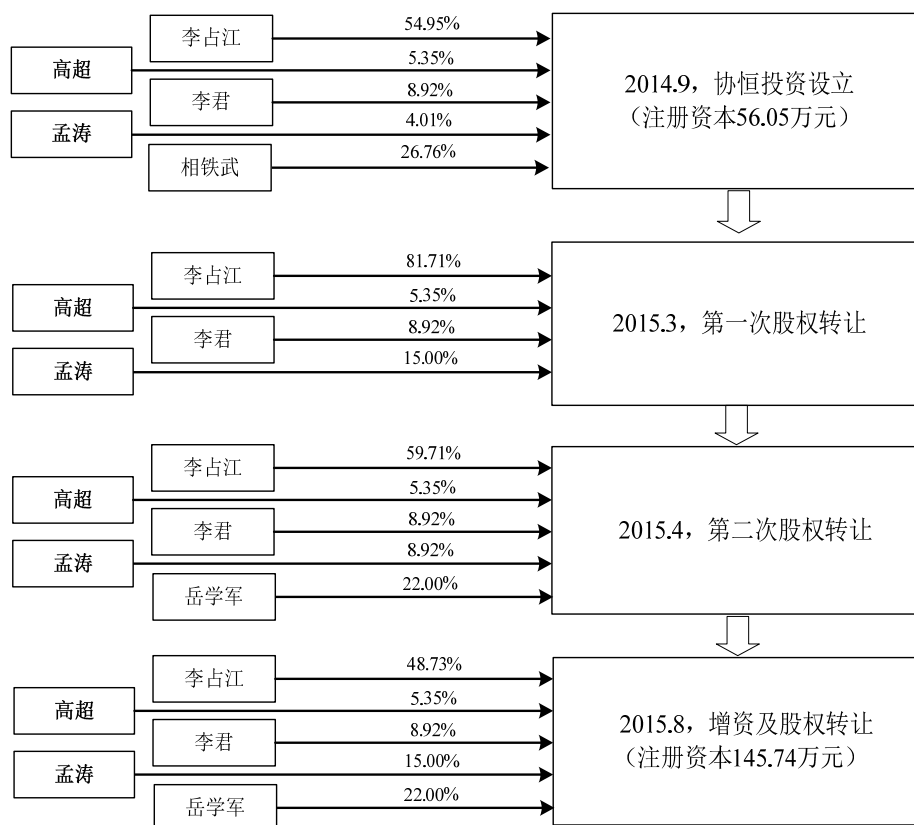 李占江
54.95%
高超
5.35%
李君
8.92%
孟涛
4.01%
相铁武
26.76%
2014.9，协恒投资设立
（注册资本56.05万元）
李占江
81.71%
高超
5.35%
李君
8.92%
孟涛
15.00%
2015.3，第一次股权转让
李占江
59.71%
高超
5.35%
李君
8.92%
孟涛
8.92%
岳学军
22.00%
2015.4，第二次股权转让
李占江
48.73%
高超
5.35%
李君
8.92%
孟涛
15.00%
岳学军
22.00%
2015.8，增资及股权转让
（注册资本145.74万元）